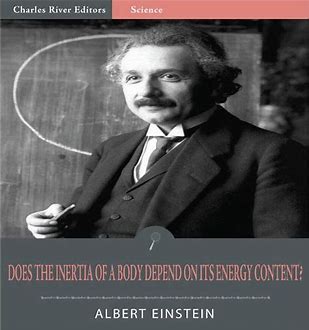 Charles River Editors Science
DOES THE INERTIA OF A BODY DEPEND ON ITS ENERGY CONTENT?
ALBERT EINSTEIN